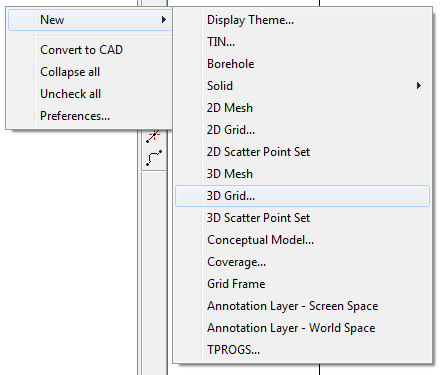 New
Convert to CAD
Collapse all
Uncheck all
Preferences...
Display Theme...
TIN...
Borehole
Solid
2D Mesh
2D Grid...
2D Scatter Point Set
3D Mesh
3D Grid...
3D Scatter Point Set
Conceptual Model...
Coverage...
Grid Frame
Annotation Layer - Screen Space
Annotation Layer - World Space
TPROGS...